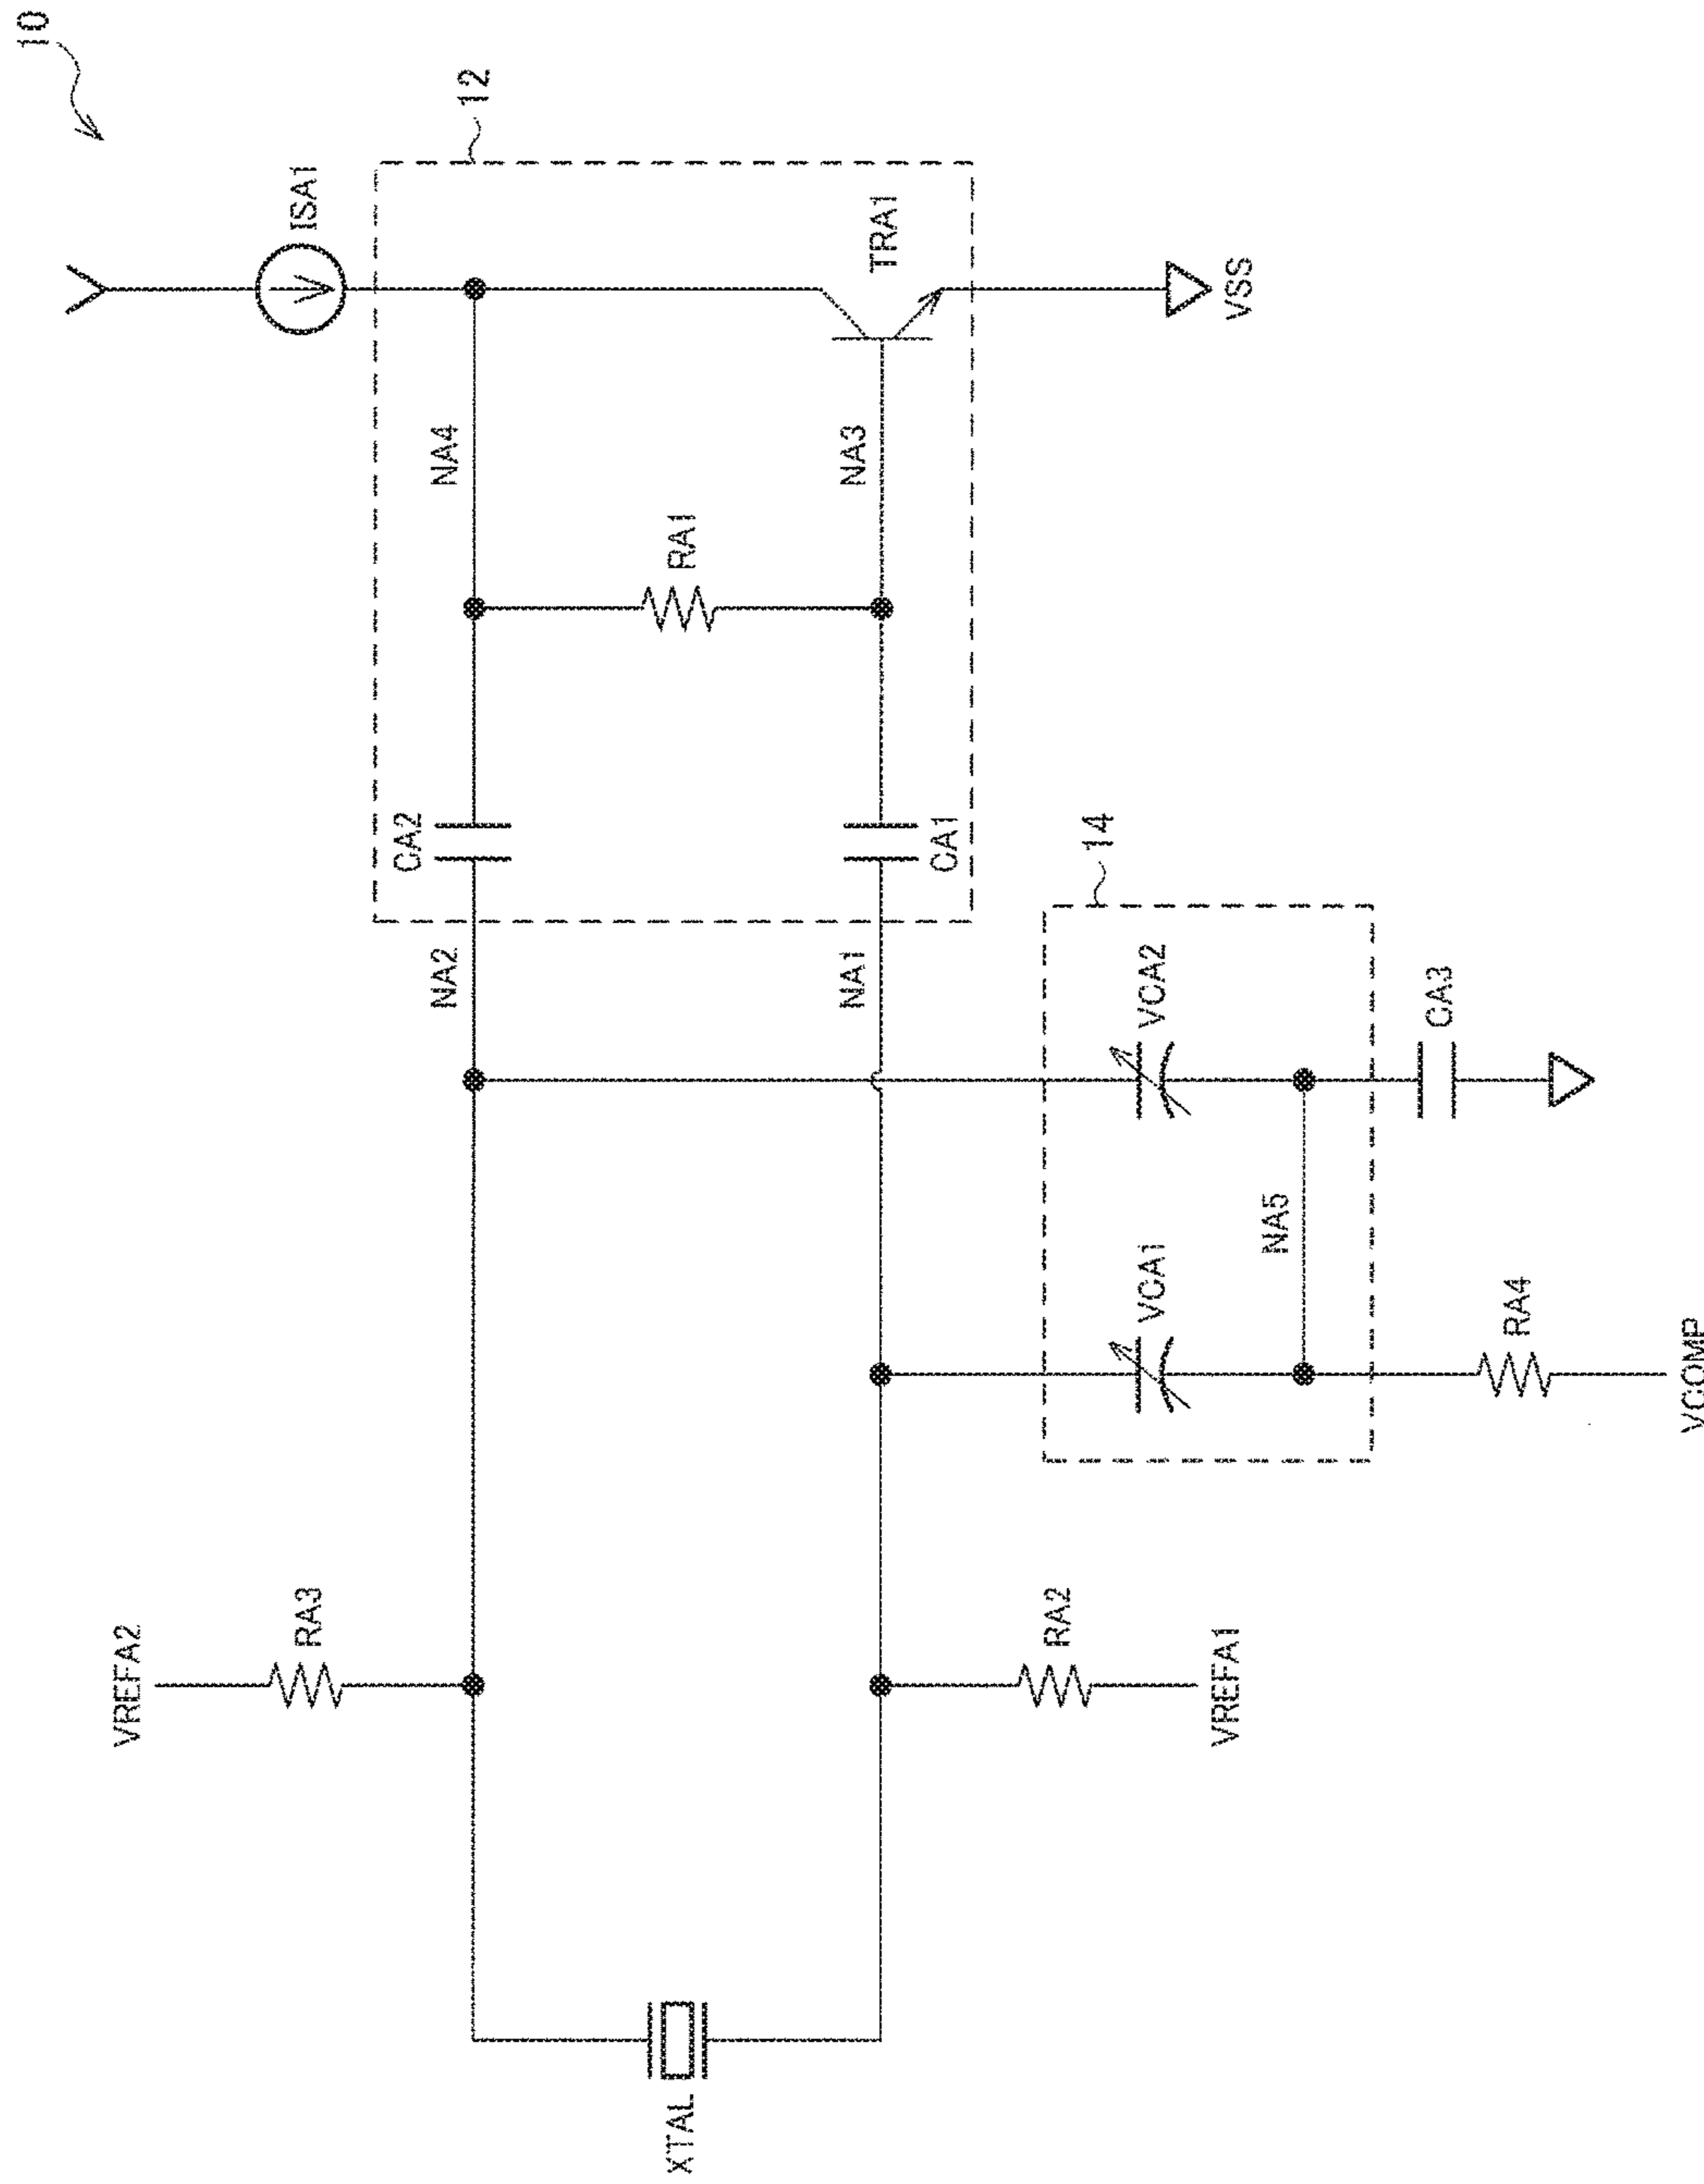 10
12
ISA1
TRA1
VSS
NA4
NA3
RA1
CA2
CA1
14
NA2
NA1
VCA2
CA3
NA5
VCA1
RA4
VCOMP
VREFA2
RA3
RA2
VREFA1
XTAL